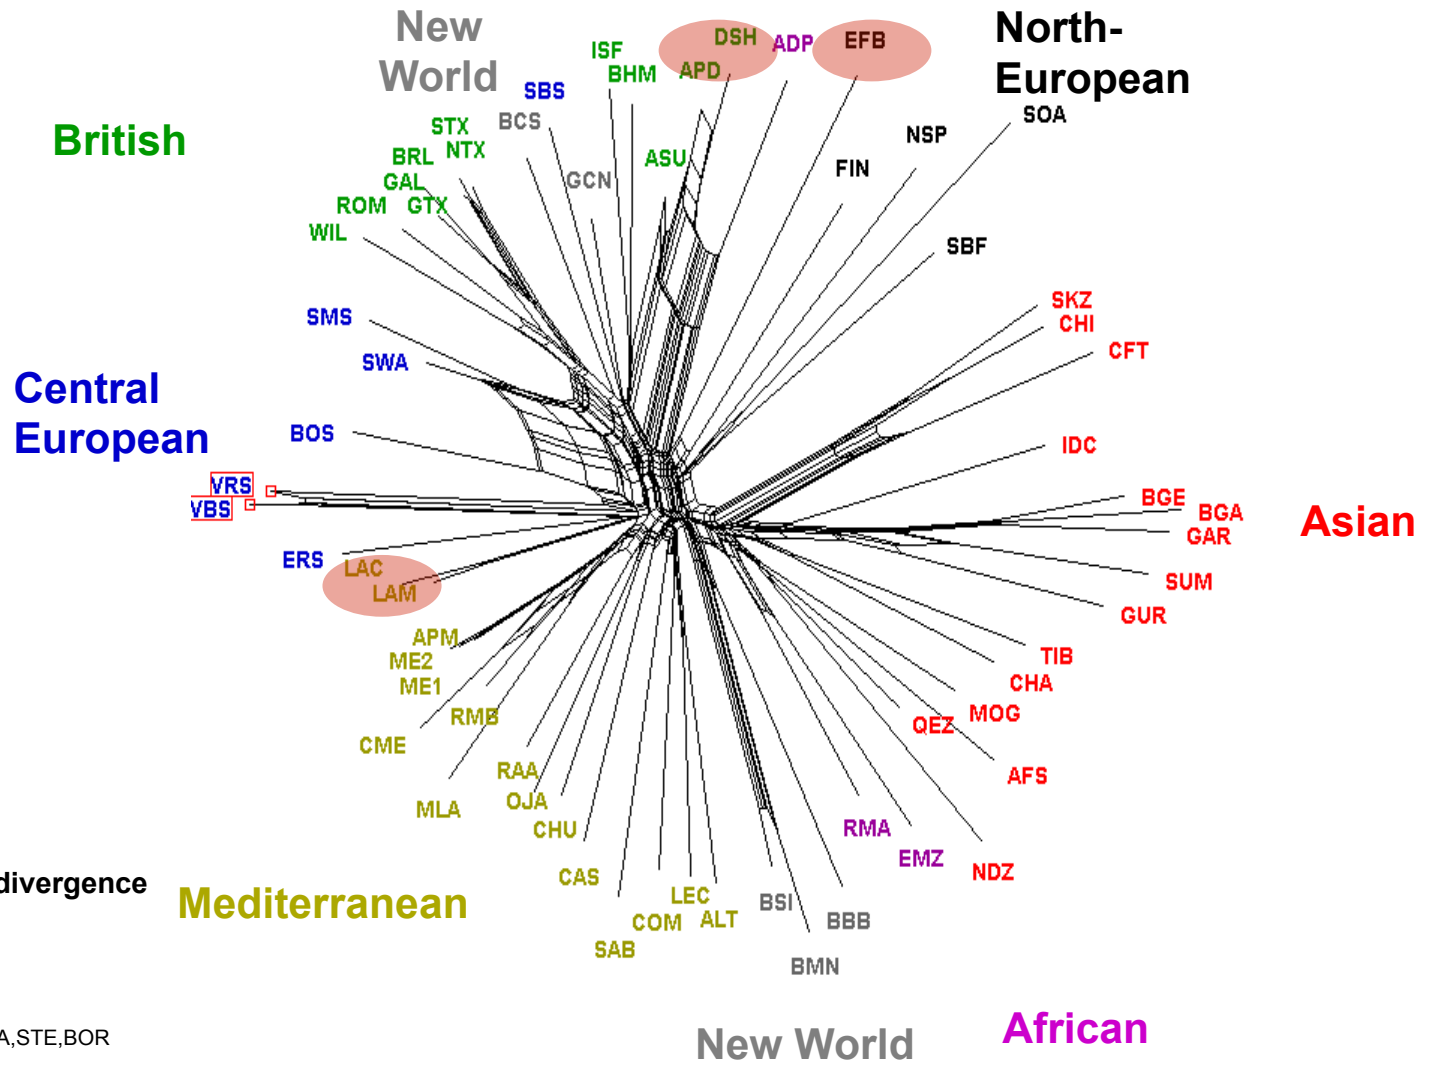 New
World
North-
European
British
ISF
BHM
DSH
APD
ADP
EFB
SBS
BCS
STX
NTX
BRL
GAL
ROM
GTX
WIL
GCN
ASU
SOA
NSP
FIN
SBF
SMS
SWA
SKZ
CHI
CFT
Central
European
BOS
IDC
VRS
VBS
BGE
BGA
GAR
Asian
ERS
LAC
LAM
SUM
GUR
APM
ME2
ME1
TIB
CHA
RMB
CME
QEZ
MOG
RAA
OJA
AFS
MLA
CHU
RMA
EMZ
NDZ
divergence
Mediterranean
CAS
LEC
COM
ALT
SAB
BSI
BBB
BMN
A,STE,BOR
New World
African